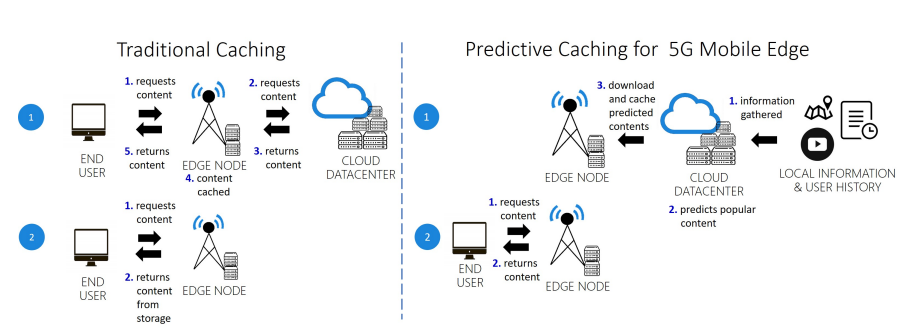 Traditional Caching
1
1. requests
content
2. requests
content
5. returns
content
3. returns
content
END
USER
EDGE NODE
4. content
cached
CLOUD
DATACENTER
2
1. requests
content
2. returns
content
from
storage
END
USER
EDGE NODE
Predictive Caching for 5G Mobile Edge
1
3. download
and cache
predicted
contents
1. information
gathered
EDGE NODE
CLOUD
DATACENTER
2. predicts popular
content
LOCAL INFORMATION
& USER HISTORY
2
1. requests
content
2. returns
content
END
USER
EDGE NODE